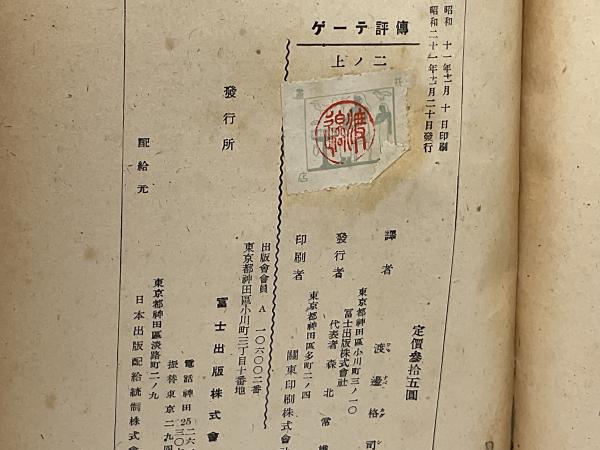 昭和二十一年十二月十日印刷
昭和二十一年十二月二十日發行
ゲーテ評傳
二ノ上
定價參拾五圓
譯者
渡邊格司
發行者
東京都神田區小川町三ノ一〇
富士出版株式會社
代表者 森北常
印刷者
東京都神田區多町二ノ四
關東印刷株式會社
發行所
出版會會員 A 一〇六〇〇二番
東京都神田區小川町三丁目十番地
富士出版株式會
電話神田25二六
振替東京二九四
配給元
東京都神田區淡路町二ノ九
日本出版配給統制株式會